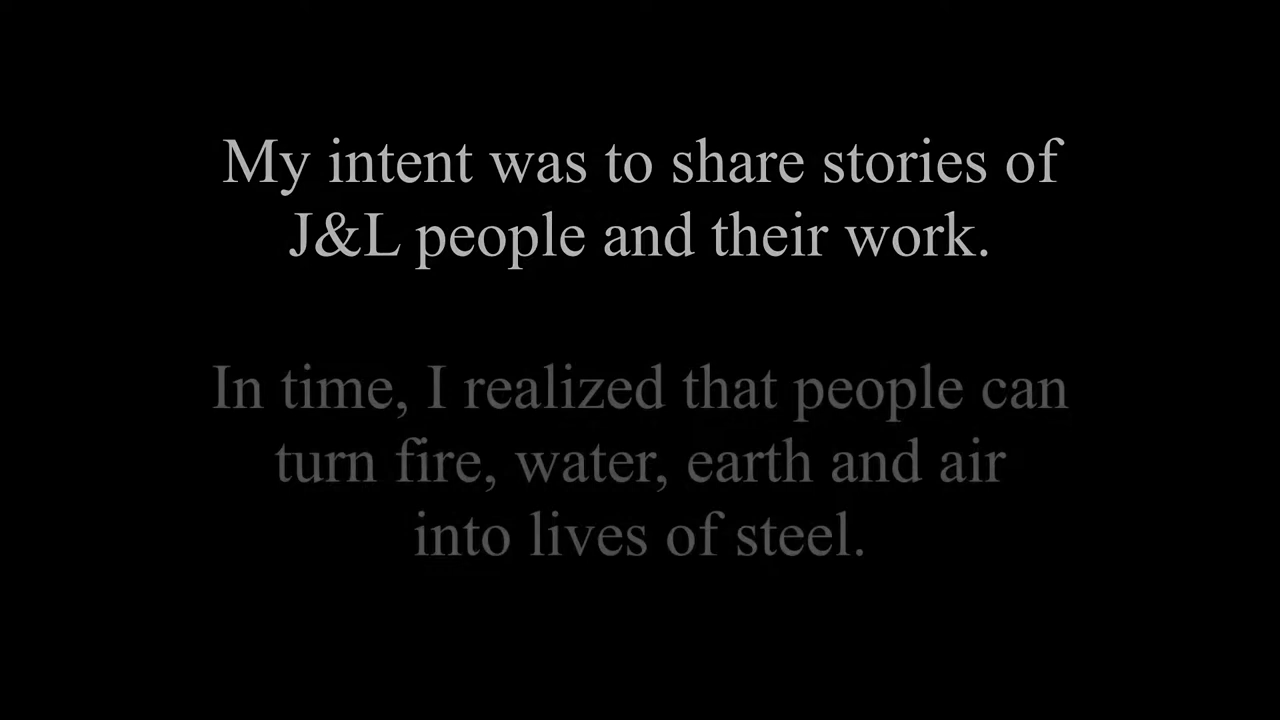 My intent was to share stories of
J&L people and their work.
In time, I realized that people can
turn fire, water, earth and air
into lives of steel.